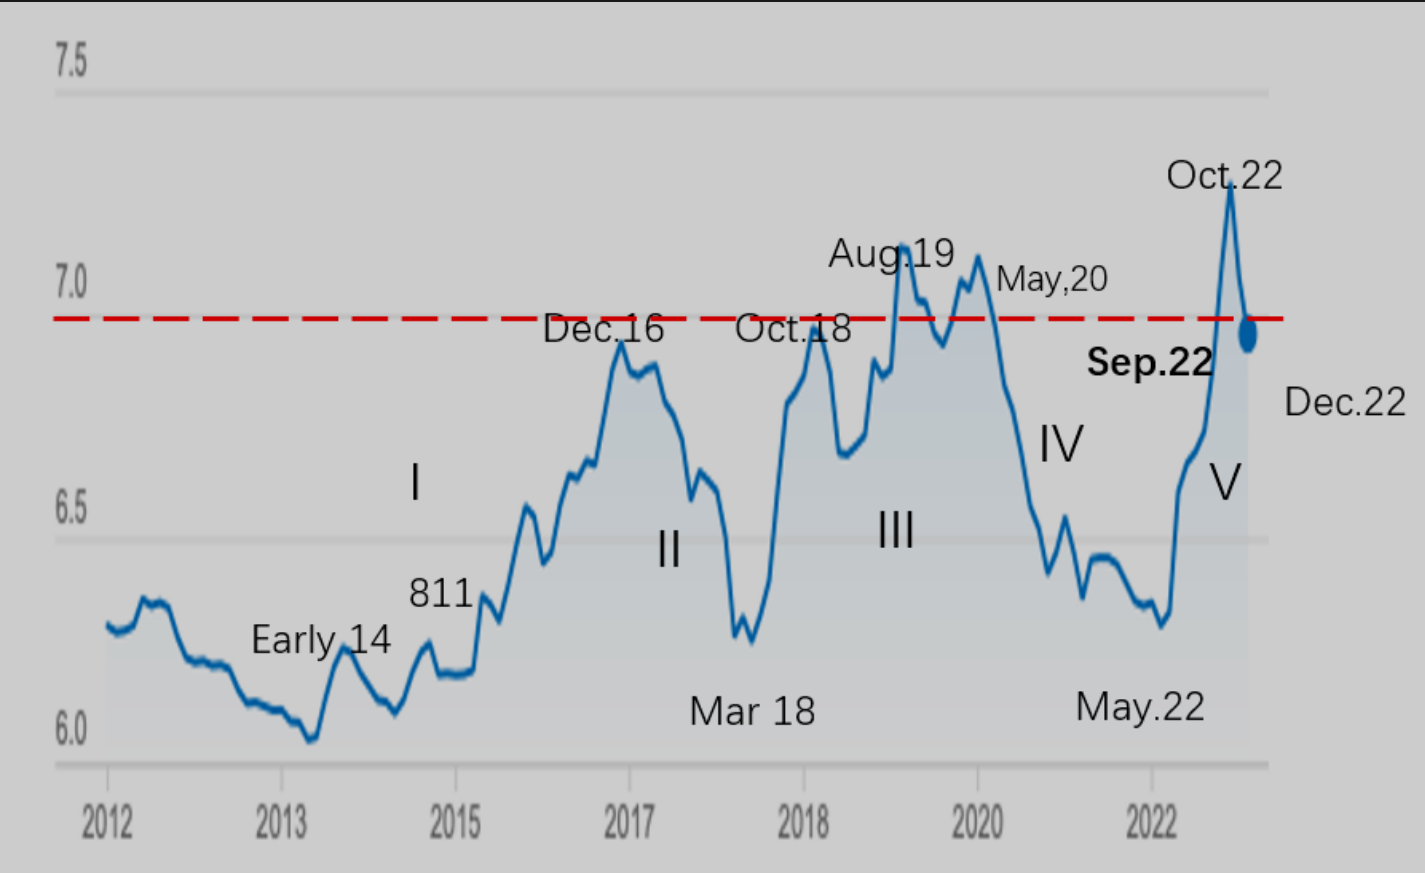 7.5
Oct.22
Aug.19
7.0
May,20
Dec.16
Oct.18
Sep.22
Dec.22
IV
I
V
6.5
III
II
811
Early 14
Mar 18
May.22
6.0
2012 2013 2015 2017 2018 2020 2022